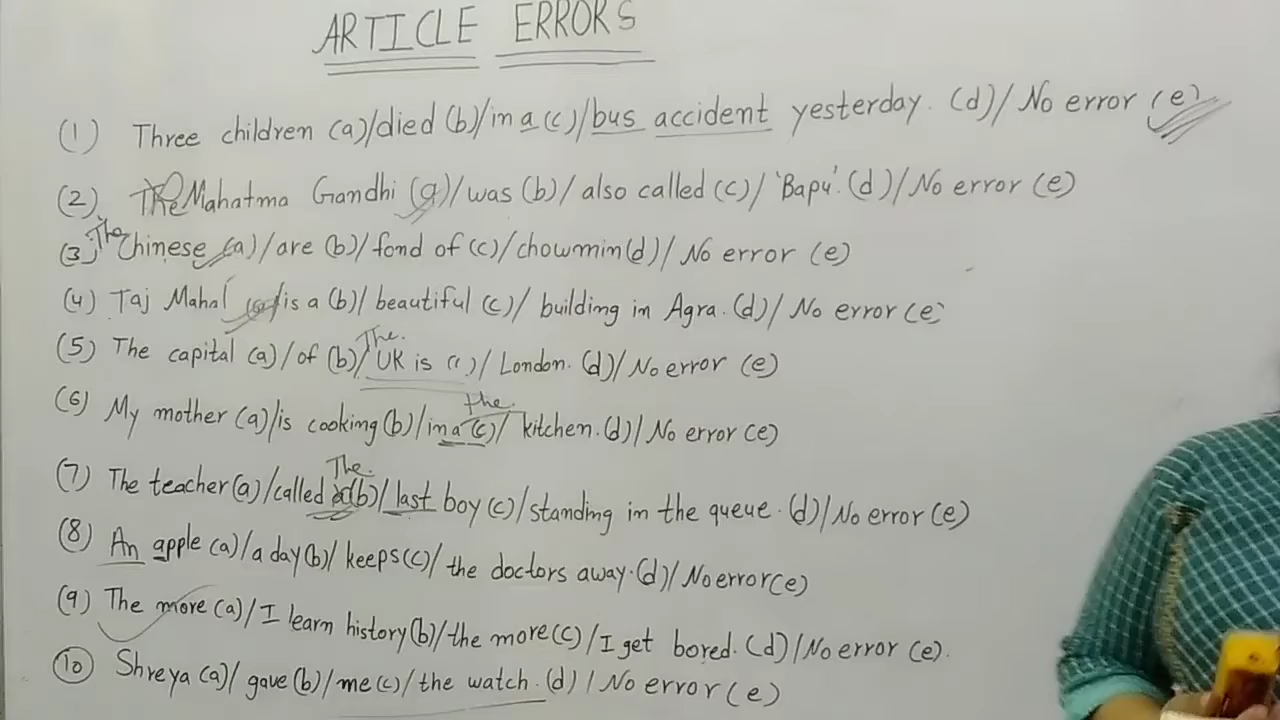 ARTICLE ERRORS
(1) Three children (a)/died (b)/in a (c)/bus accident yesterday. (d)/ No error (e)
(2) The Mahatma Gandhi (a)/was (b)/ also called (c)/ 'Bapu'. (d)/ No error (e)
(3) The Chinese (a)/are (b)/ fond of (c)/ chowmin (d)/ No error (e)
(4) Taj Mahal (a)/is a (b)/ beautiful (c)/ building in Agra. (d)/ No error (e)
The.
(5) The capital (a)/ of (b)/ UK is (c)/ London. (d)/ No error (e)
the
(6) My mother (a)/is cooking (b)/ in a (c)/ kitchen. (d)/ No error (e)
The.
(7) The teacher (a)/called a (b)/ last boy (c)/ standing in the queue. (d)/ No error (e)
(8) An apple (a)/ a day (b)/ keeps (c)/ the doctors away. (d)/ No error (e)
(9) The more (a)/ I learn history (b)/ the more (c)/ I get bored. (d)/ No error (e).
(10) Shreya (a)/ gave (b)/ me (c)/ the watch. (d) / No error (e)